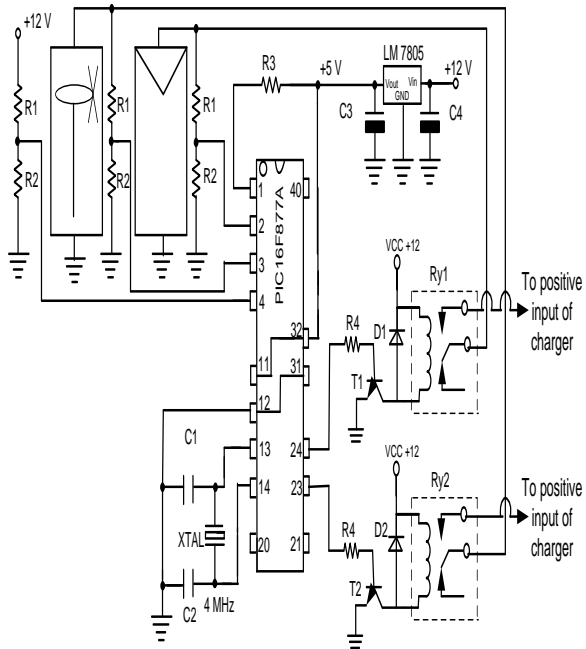 +12 V
LM 7805
R3
+5 V
+12 V
Vout
Vin
GND
R1
R1
R1
C3
C4
R2
R2
R2
1
40
2
3
4
PIC 16F877A
VCC +12
Ry1
To positive
input of
charger
R4
D1
32
11
31
T1
12
C1
13
24
14
23
VCC +12
Ry2
To positive
input of
charger
XTAL
R4
D2
20
21
C2
4 MHz
T2